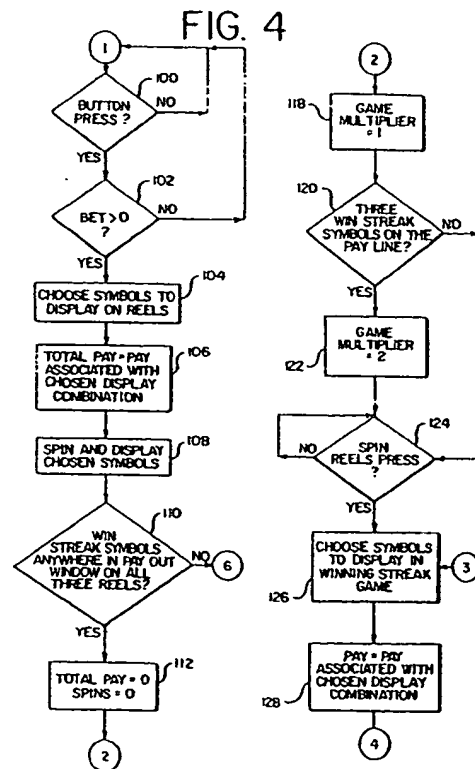 FIG. 4
1
100
BUTTON
PRESS ?
NO
YES
102
BET > 0
?
NO
YES
104
CHOOSE SYMBOLS TO
DISPLAY ON REELS
106
TOTAL PAY = PAY
ASSOCIATED WITH
CHOSEN DISPLAY
COMBINATION
108
SPIN AND DISPLAY
CHOSEN SYMBOLS
110
WIN
STREAK SYMBOLS
ANYWHERE IN PAY OUT
WINDOW ON ALL
THREE REELS?
NO
6
YES
112
TOTAL PAY = 0
SPINS = 0
2
2
118
GAME
MULTIPLIER
= 1
120
THREE
WIN STREAK
SYMBOLS ON THE
PAY LINE?
NO
YES
122
GAME
MULTIPLIER
= 2
124
NO
SPIN
REELS PRESS
?
YES
126
CHOOSE SYMBOLS
TO DISPLAY IN
WINNING STREAK
GAME
3
128
PAY = PAY
ASSOCIATED WITH
CHOSEN DISPLAY
COMBINATION
4